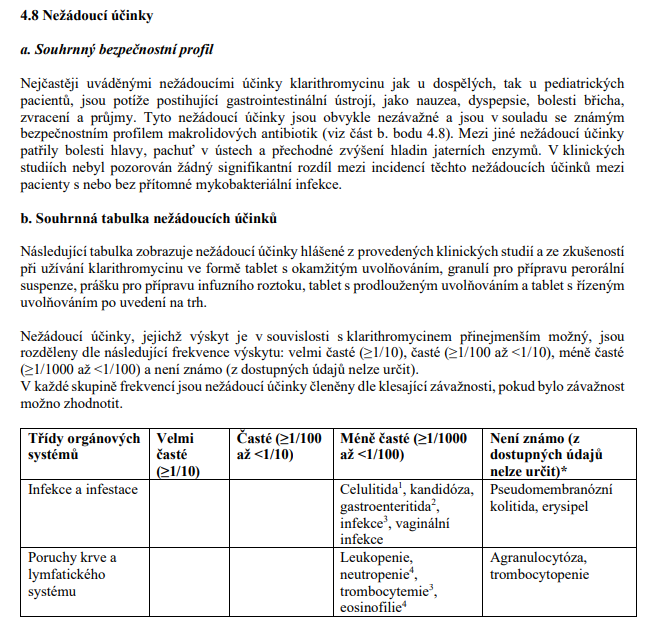 4.8 Nežádoucí účinky
a. Souhrnný bezpečnostní profil
Nejčastěji uváděnými nežádoucími účinky klarithromycinu jak u dospělých, tak u pediatrických
pacientů, jsou potíže postihující gastrointestinální ústrojí, jako nauzea, dyspepsie, bolesti břicha,
zvracení a průjmy. Tyto nežádoucí účinky jsou obvykle nezávažné a jsou v souladu se známým
bezpečnostním profilem makrolidových antibiotik (viz část b. bodu 4.8). Mezi jiné nežádoucí účinky
patřily bolesti hlavy, pachuť v ústech a přechodné zvýšení hladin jaterních enzymů. V klinických
studiích nebyl pozorován žádný signifikantní rozdíl mezi incidencí těchto nežádoucích účinků mezi
pacienty s nebo bez přítomné mykobakteriální infekce.
b. Souhrnná tabulka nežádoucích účinků
Následující tabulka zobrazuje nežádoucí účinky hlášené z provedených klinických studií a ze zkušeností
při užívání klarithromycinu ve formě tablet s okamžitým uvolňováním, granulí pro přípravu perorální
suspenze, prášku pro přípravu infuzního roztoku, tablet s prodlouženým uvolňováním a tablet s řízeným
uvolňováním po uvedení na trh.
Nežádoucí účinky, jejichž výskyt je v souvislosti s klarithromycinem přinejmenším možný, jsou
rozděleny dle následující frekvence výskytu: velmi časté (≥1/10), časté (≥1/100 až <1/10), méně časté
(≥1/1000 až <1/100) a není známo (z dostupných údajů nelze určit).
V každé skupině frekvencí jsou nežádoucí účinky členěny dle klesající závažnosti, pokud bylo závažnost
možno zhodnotit.
Třídy orgánových
systémů
Velmi
časté
(≥1/10)
Časté (≥1/100
až <1/10)
Méně časté (≥1/1000
až <1/100)
Není známo (z
dostupných údajů
nelze určit)*
Infekce a infestace
Celulitida¹, kandidóza,
gastroenteritida²,
infekce³, vaginální
infekce
Pseudomembranózní
kolitida, erysipel
Poruchy krve a
lymfatického
systému
Leukopenie,
neutropenie⁴,
trombocytemie³,
eosinofilie⁴
Agranulocytóza,
trombocytopenie